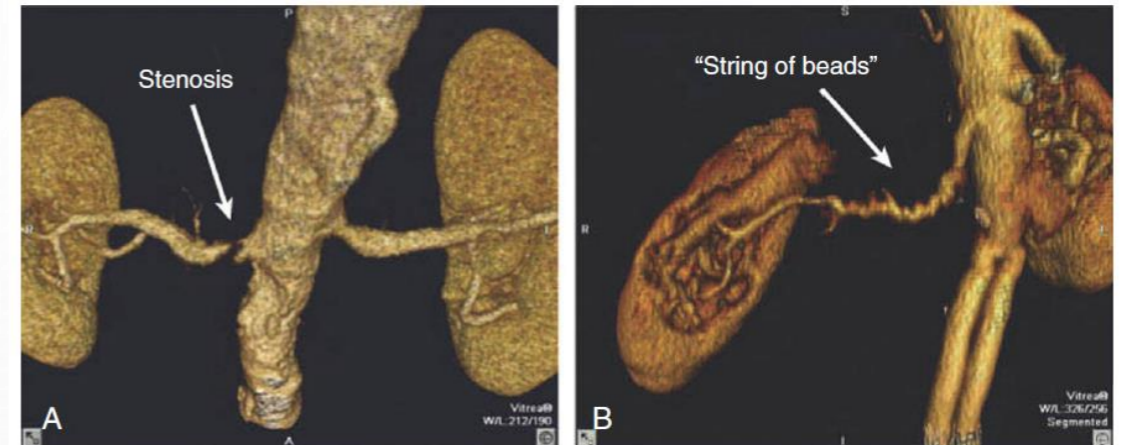 P
Stenosis
R
L
A
Vitrea®
W/L:212/190
A
S
"String of beads"
R
L
B
Vitrea®
W/L:326/256
Segmented
I